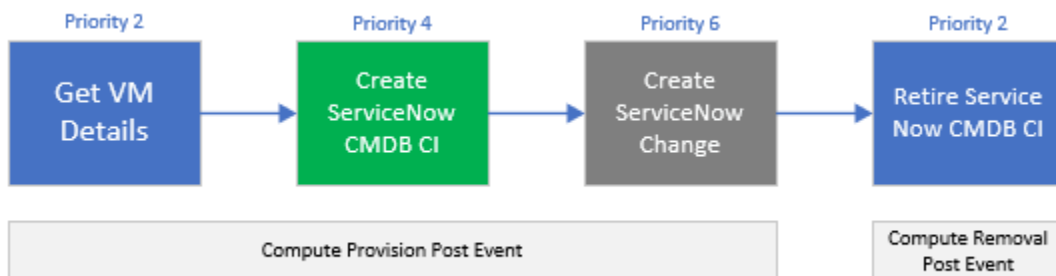 Priority 2
Priority 4
Priority 6
Priority 2
Get VM
Details
Create
ServiceNow
CMDB CI
Create
ServiceNow
Change
Retire Service
Now CMDB CI
Compute Provision Post Event
Compute Removal
Post Event